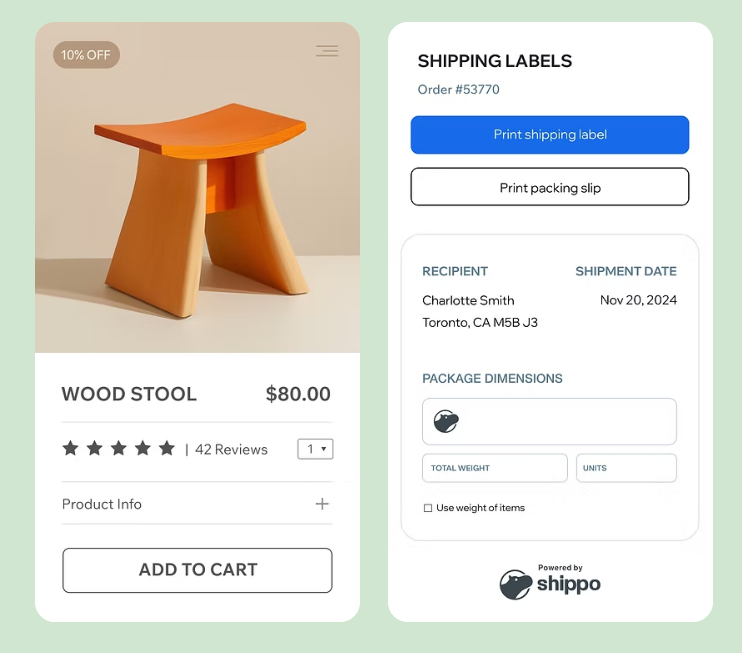 10% OFF
WOOD STOOL
$80.00
| 42 Reviews
1
Product Info
ADD TO CART
SHIPPING LABELS
Order #53770
Print shipping label
Print packing slip
RECIPIENT
SHIPMENT DATE
Charlotte Smith
Nov 20, 2024
Toronto, CA M5B J3
PACKAGE DIMENSIONS
TOTAL WEIGHT
UNITS
Use weight of items
Powered by
shippo